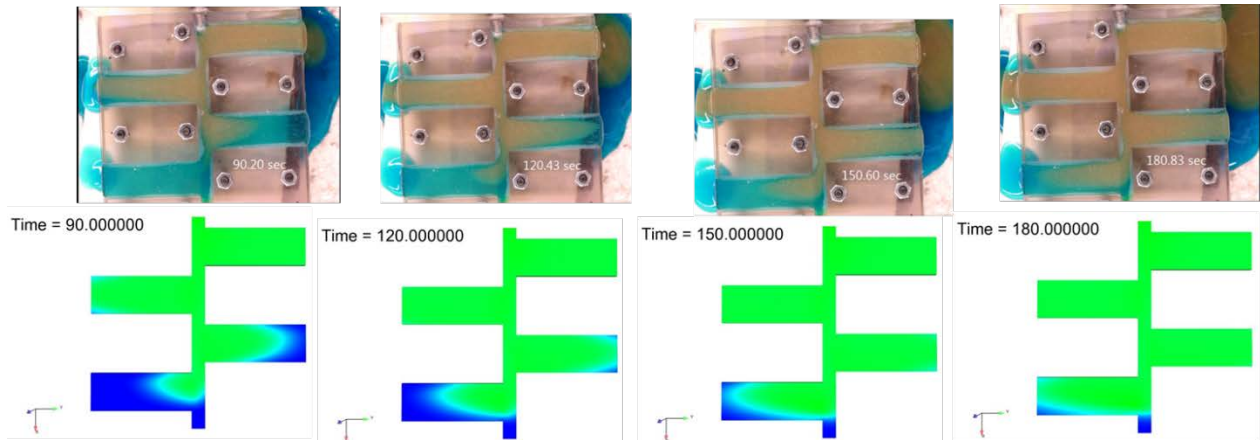 90.20 sec
120.43 sec
150.60 sec
180.83 sec
Time = 90.000000
Time = 120.000000
Time = 150.000000
Time = 180.000000